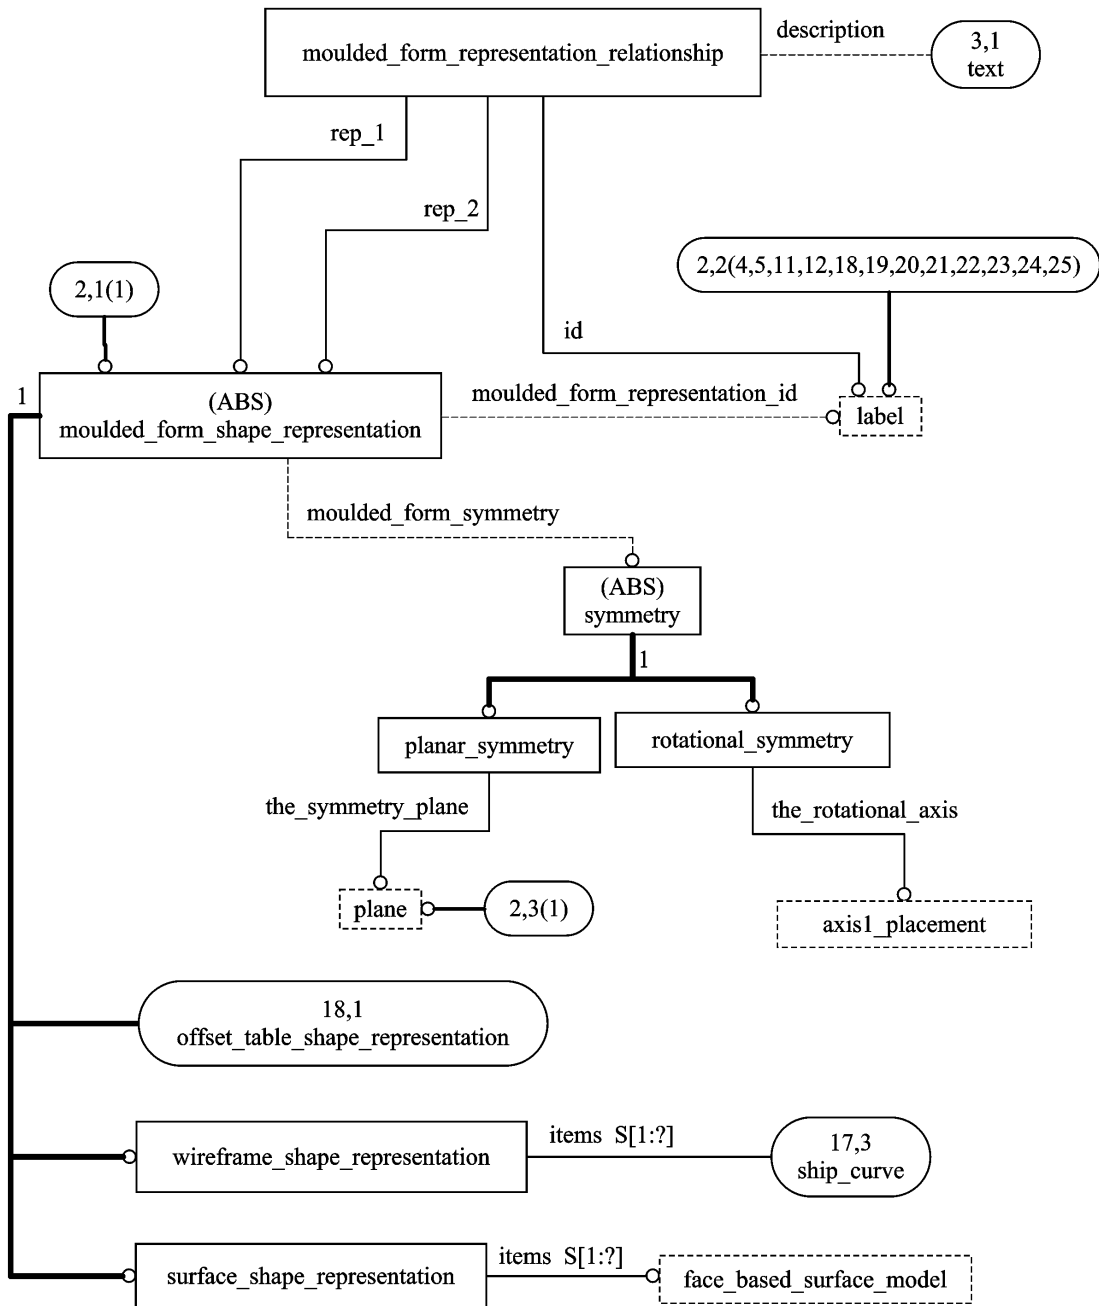 moulded_form_representation_relationship
description
3,1
text
rep_1
rep_2
2,2(4,5,11,12,18,19,20,21,22,23,24,25)
2,1(1)
id
1
(ABS)
moulded_form_shape_representation
moulded_form_representation_id
label
moulded_form_symmetry
(ABS)
symmetry
1
planar_symmetry
rotational_symmetry
the_symmetry_plane
the_rotational_axis
plane
2,3(1)
axis1_placement
18,1
offset_table_shape_representation
wireframe_shape_representation
items S[1:?]
17,3
ship_curve
surface_shape_representation
items S[1:?]
face_based_surface_model